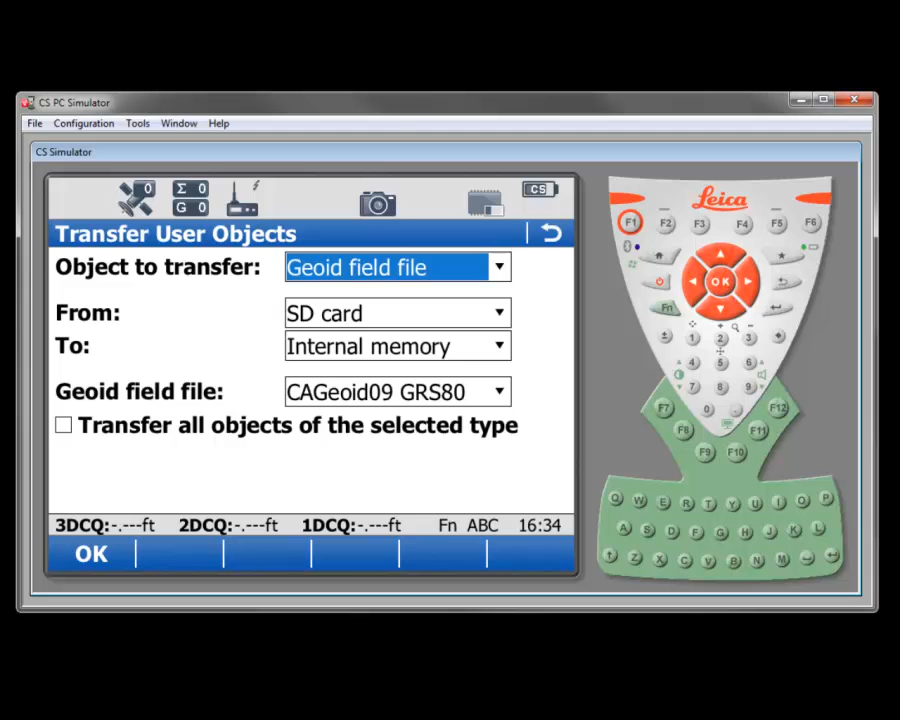 CS PC Simulator
File Configuration Tools Window Help
CS Simulator
0 Σ 0 G 0 CS
Transfer User Objects
Object to transfer: Geoid field file
From: SD card
To: Internal memory
Geoid field file: CAGeoid09 GRS80
Transfer all objects of the selected type
3DCQ:-.---ft 2DCQ:-.---ft 1DCQ:-.---ft Fn ABC 16:34
OK
Leica
F1 F2 F3 F4 F5 F6
OK
Fn
1 2 3
4 5 6
7 8 9
0 .
F7 F12
F8 F11
F9 F10
Q W E R T Y U I O P
A S D F G H J K L
Z X C V B N M